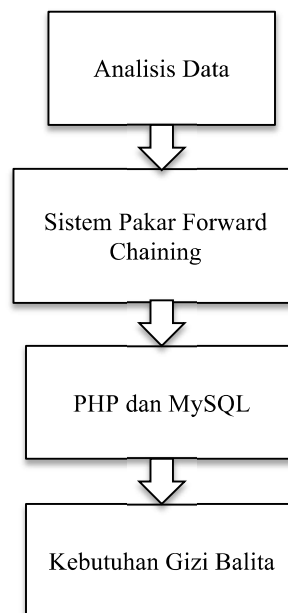 Analisis Data
Sistem Pakar Forward
Chaining
PHP dan MySQL
Kebutuhan Gizi Balita